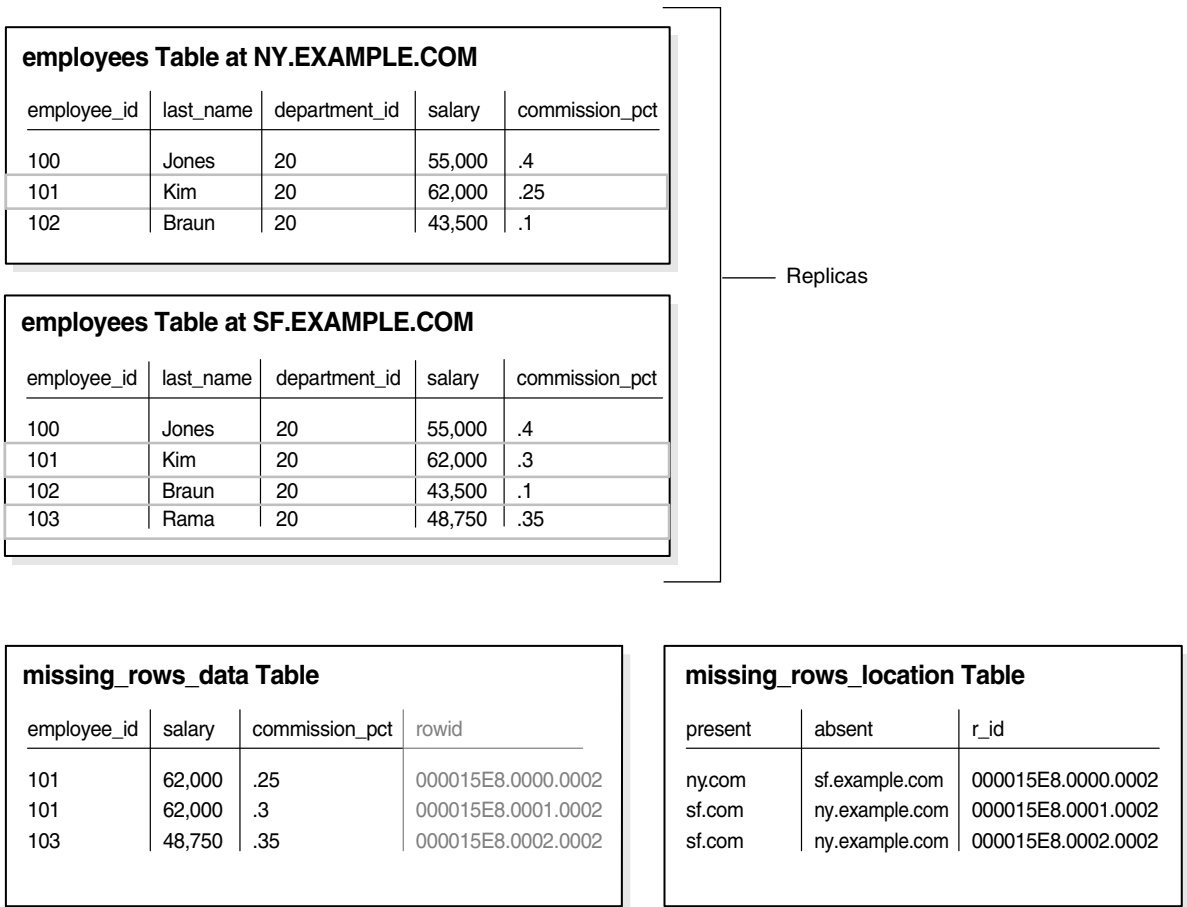 employees Table at NY.EXAMPLE.COM
employee_id last_name department_id salary commission_pct
100 Jones 20 55,000 .4
101 Kim 20 62,000 .25
102 Braun 20 43,500 .1
Replicas
employees Table at SF.EXAMPLE.COM
employee_id last_name department_id salary commission_pct
100 Jones 20 55,000 .4
101 Kim 20 62,000 .3
102 Braun 20 43,500 .1
103 Rama 20 48,750 .35
missing_rows_data Table
employee_id salary commission_pct rowid
101 62,000 .25 000015E8.0000.0002
101 62,000 .3 000015E8.0001.0002
103 48,750 .35 000015E8.0002.0002
missing_rows_location Table
present absent r_id
ny.com sf.example.com 000015E8.0000.0002
sf.com ny.example.com 000015E8.0001.0002
sf.com ny.example.com 000015E8.0002.0002